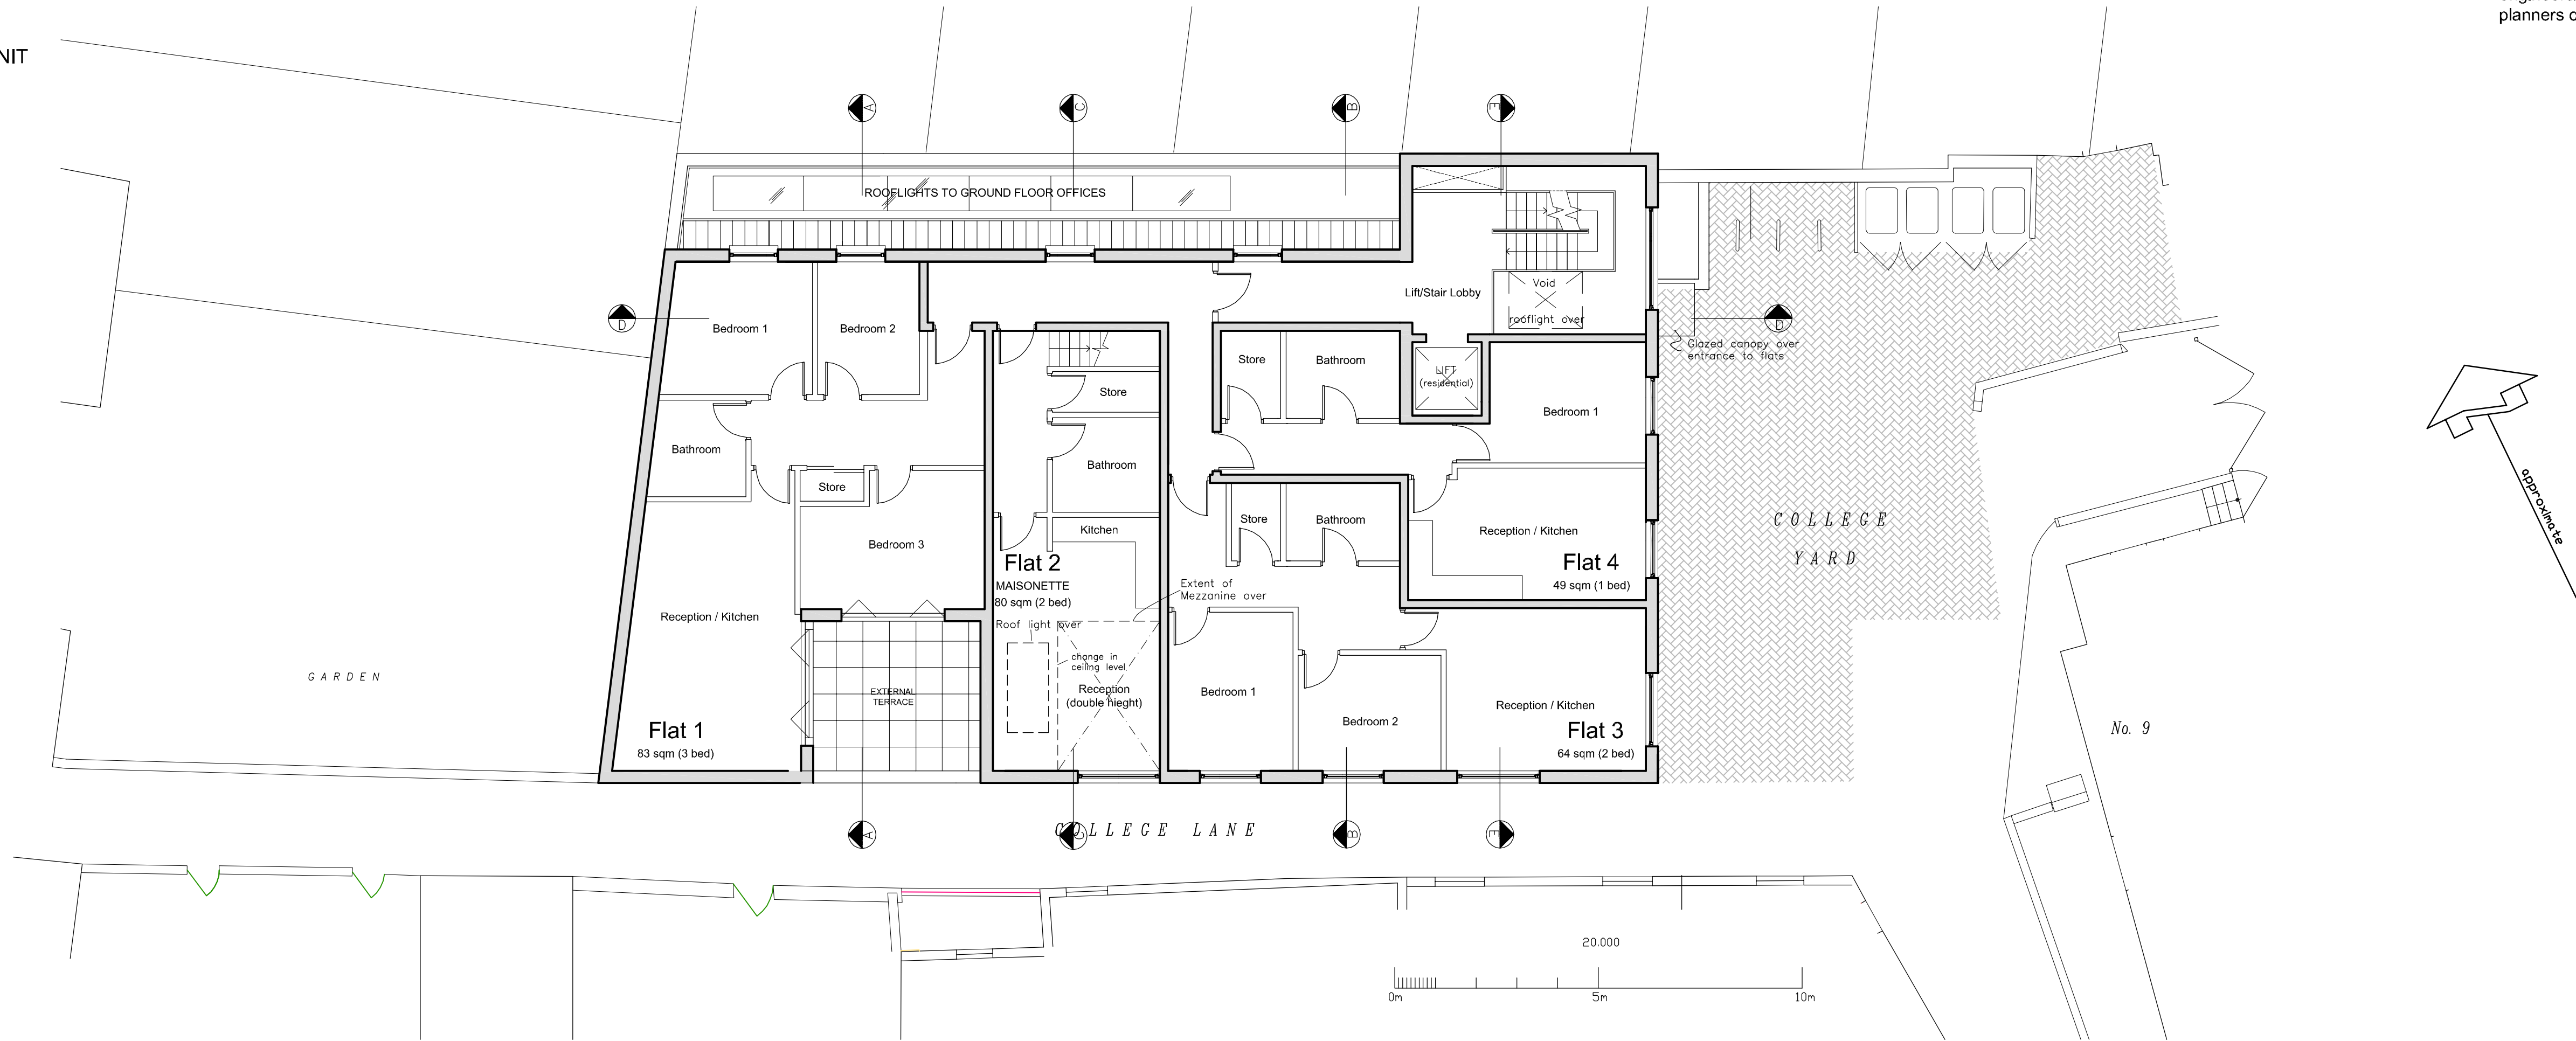 NIT
planners o
A
C
B
E
ROOFLIGHTS TO GROUND FLOOR OFFICES
Lift/Stair Lobby
Void
rooflight over
D
D
Glazed canopy over
entrance to flats
Bedroom 1
Bedroom 2
Store
Bathroom
LIFT
(residential)
Bedroom 1
Store
Bathroom
Bathroom
Store
Bedroom 3
Kitchen
Store
Bathroom
Reception / Kitchen
Flat 4
49 sqm (1 bed)
COLLEGE
YARD
approximate
Flat 2
MAISONETTE
80 sqm (2 bed)
Roof light over
Extent of
Mezzanine over
change in
ceiling level
Reception
(double hieght)
Reception / Kitchen
GARDEN
EXTERNAL
TERRACE
Flat 1
83 sqm (3 bed)
Bedroom 1
Bedroom 2
Reception / Kitchen
Flat 3
64 sqm (2 bed)
No. 9
A
C
B
E
COLLEGE LANE
20.000
0m
5m
10m